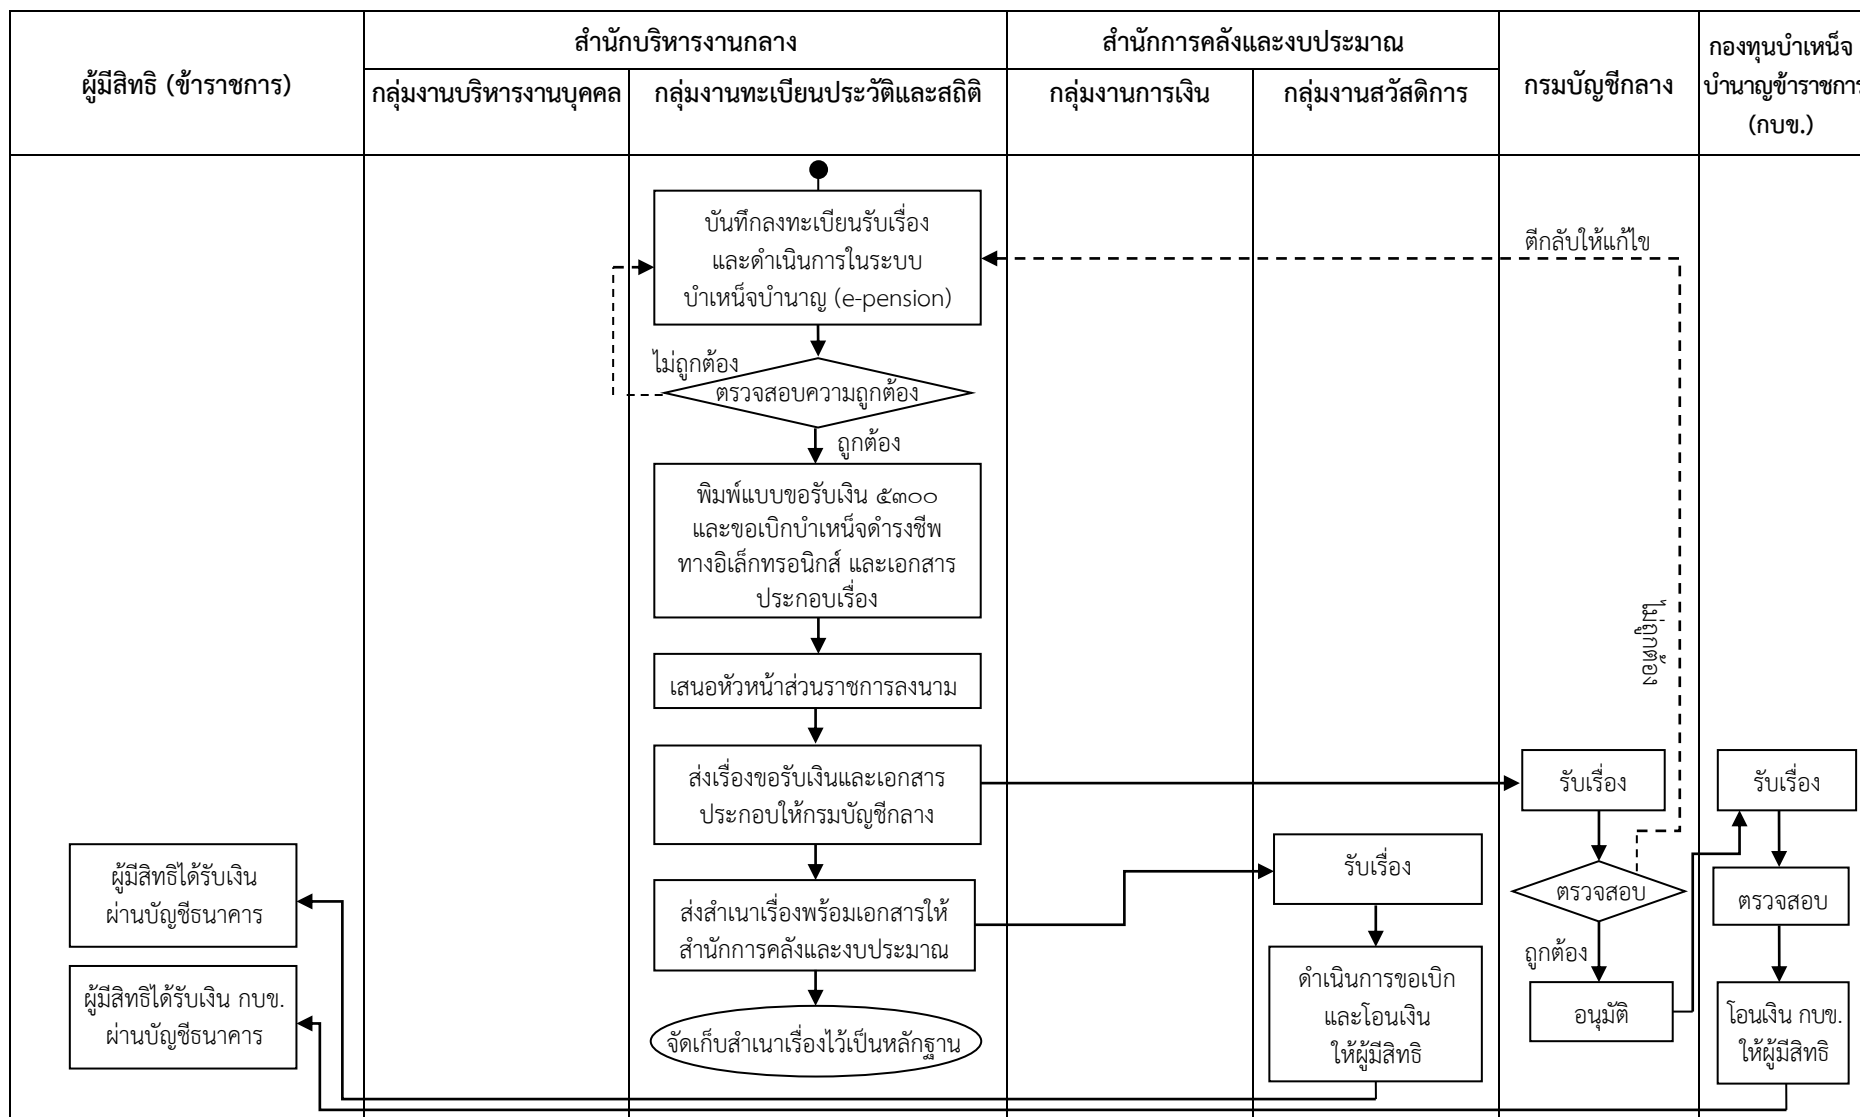 ผู้มีสิทธิ (ข้าราชการ)
สำนักบริหารงานกลาง
กลุ่มงานบริหารงานบุคคล
กลุ่มงานทะเบียนประวัติและสถิติ
สำนักการคลังและงบประมาณ
กลุ่มงานการเงิน
กลุ่มงานสวัสดิการ
กรมบัญชีกลาง
กองทุนบำเหน็จ
บำนาญข้าราชการ
(กบข.)
บันทึกลงทะเบียนรับเรื่อง
และดำเนินการในระบบ
บำเหน็จบำนาญ (e-pension)
ตีกลับให้แก้ไข
ไม่ถูกต้อง
ตรวจสอบความถูกต้อง
ถูกต้อง
พิมพ์แบบขอรับเงิน ๕๓๐๐
และขอเบิกบำเหน็จดำรงชีพ
ทางอิเล็กทรอนิกส์ และเอกสาร
ประกอบเรื่อง
ไม่ถูกต้อง
เสนอหัวหน้าส่วนราชการลงนาม
ส่งเรื่องขอรับเงินและเอกสาร
ประกอบให้กรมบัญชีกลาง
รับเรื่อง
รับเรื่อง
ผู้มีสิทธิได้รับเงิน
ผ่านบัญชีธนาคาร
ส่งสำเนาเรื่องพร้อมเอกสารให้
สำนักการคลังและงบประมาณ
รับเรื่อง
ตรวจสอบ
ตรวจสอบ
ถูกต้อง
ผู้มีสิทธิได้รับเงิน กบข.
ผ่านบัญชีธนาคาร
จัดเก็บสำเนาเรื่องไว้เป็นหลักฐาน
ดำเนินการขอเบิก
และโอนเงิน
ให้ผู้มีสิทธิ
อนุมัติ
โอนเงิน กบข.
ให้ผู้มีสิทธิ